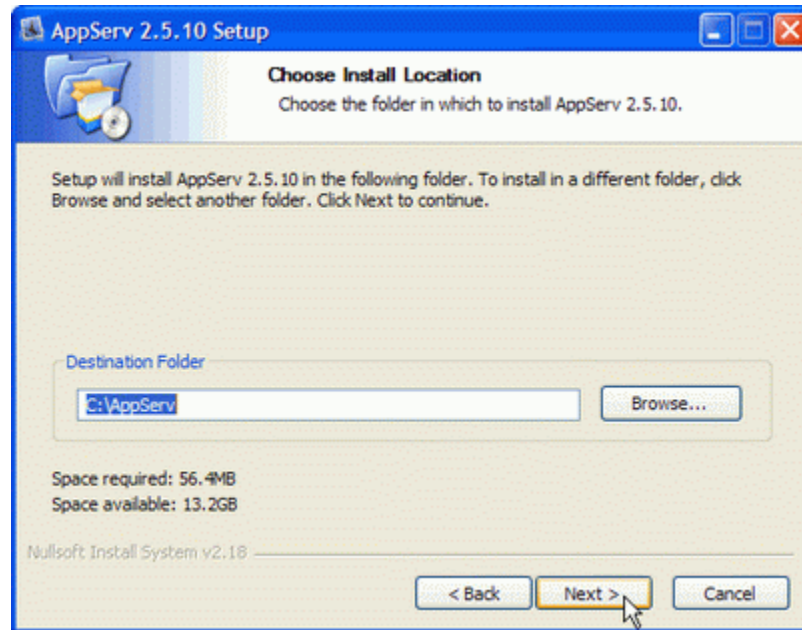 AppServ 2.5.10 Setup
Choose Install Location
Choose the folder in which to install AppServ 2.5.10.
Setup will install AppServ 2.5.10 in the following folder. To install in a different folder, click
Browse and select another folder. Click Next to continue.
Destination Folder
C:\AppServ
Browse...
Space required: 56.4MB
Space available: 13.2GB
Nullsoft Install System v2.18
< Back
Next >
Cancel